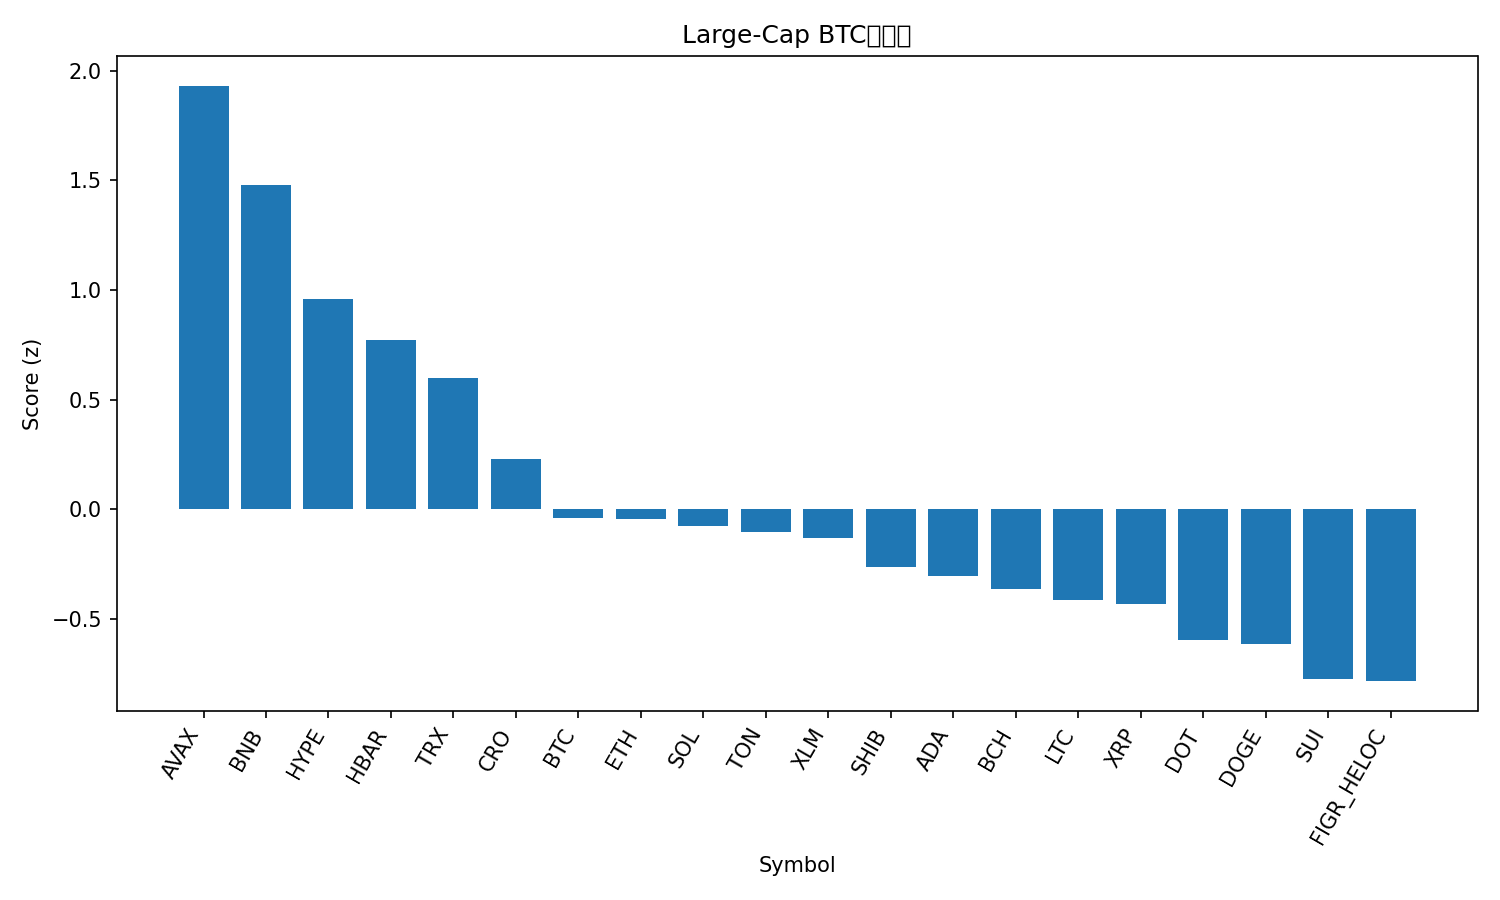 Large-Cap BTC
2.0
1.5
1.0
0.5
0.0
−0.5
Score (z)
AVAX
BNB
HYPE
HBAR
TRX
CRO
BTC
ETH
SOL
TON
XLM
SHIB
ADA
BCH
LTC
XRP
DOT
DOGE
SUI
FIGR_HELOC
Symbol